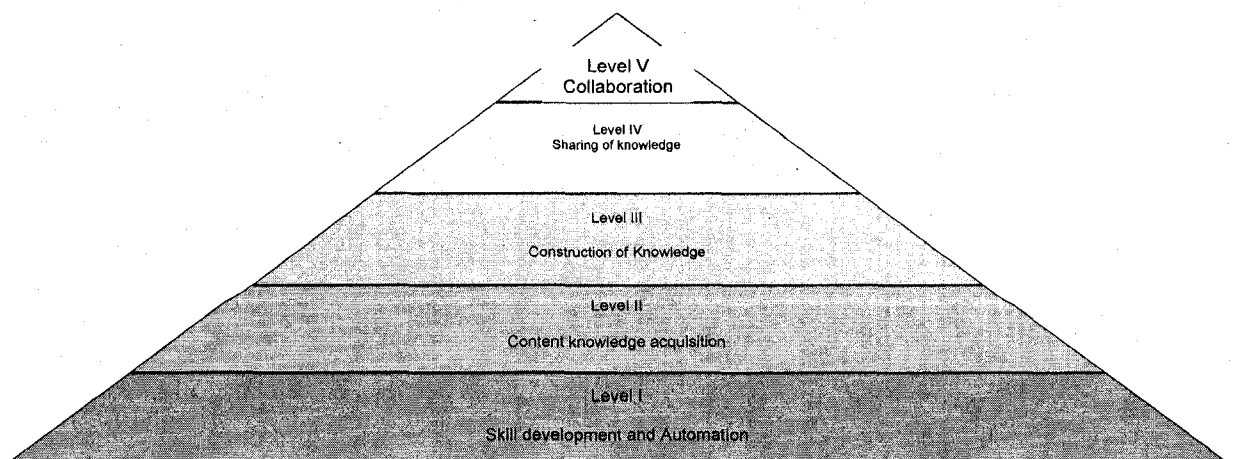 Level V
Collaboration
Level IV
Sharing of knowledge
Level III
Construction of Knowledge
Level II
Content knowledge acquisition
Level I
Skill development and Automation